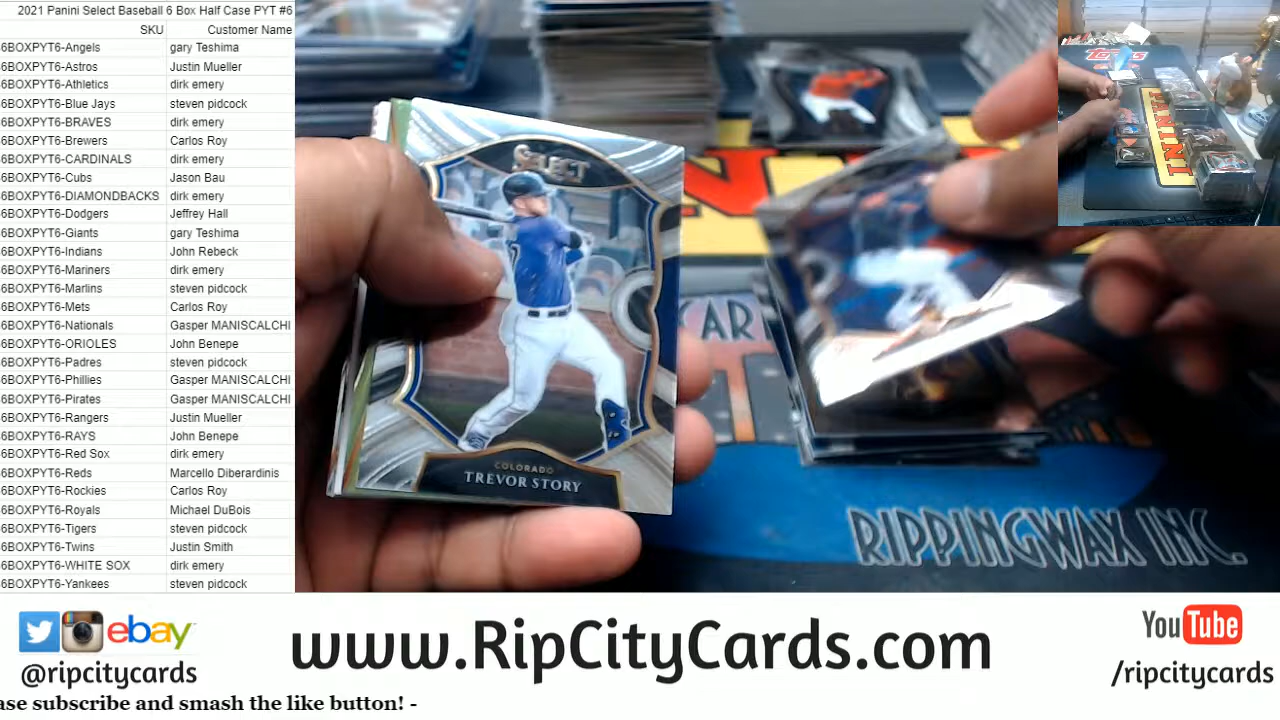 2021 Panini Select Baseball 6 Box Half Case PYT #6
SKU Customer Name
6BOXPYT6-Angels gary Teshima
6BOXPYT6-Astros Justin Mueller
6BOXPYT6-Athletics dirk emery
6BOXPYT6-Blue Jays steven pidcock
6BOXPYT6-BRAVES dirk emery
6BOXPYT6-Brewers Carlos Roy
6BOXPYT6-CARDINALS dirk emery
6BOXPYT6-Cubs Jason Bau
6BOXPYT6-DIAMONDBACKS dirk emery
6BOXPYT6-Dodgers Jeffrey Hall
6BOXPYT6-Giants gary Teshima
6BOXPYT6-Indians John Rebeck
6BOXPYT6-Mariners dirk emery
6BOXPYT6-Marlins steven pidcock
6BOXPYT6-Mets Carlos Roy
6BOXPYT6-Nationals Gasper MANISCALCHI
6BOXPYT6-ORIOLES John Benepe
6BOXPYT6-Padres steven pidcock
6BOXPYT6-Phillies Gasper MANISCALCHI
6BOXPYT6-Pirates Gasper MANISCALCHI
6BOXPYT6-Rangers Justin Mueller
6BOXPYT6-RAYS John Benepe
6BOXPYT6-Red Sox dirk emery
6BOXPYT6-Reds Marcello Diberardinis
6BOXPYT6-Rockies Carlos Roy
6BOXPYT6-Royals Michael DuBois
6BOXPYT6-Tigers steven pidcock
6BOXPYT6-Twins Justin Smith
6BOXPYT6-WHITE SOX dirk emery
6BOXPYT6-Yankees steven pidcock
SELECT
COLORADO
TREVOR STORY
CAR
RIPPINGWAX INC.
Topps
PANINI
ebay
@ripcitycards
www.RipCityCards.com
YouTube
/ripcitycards
ase subscribe and smash the like button! -